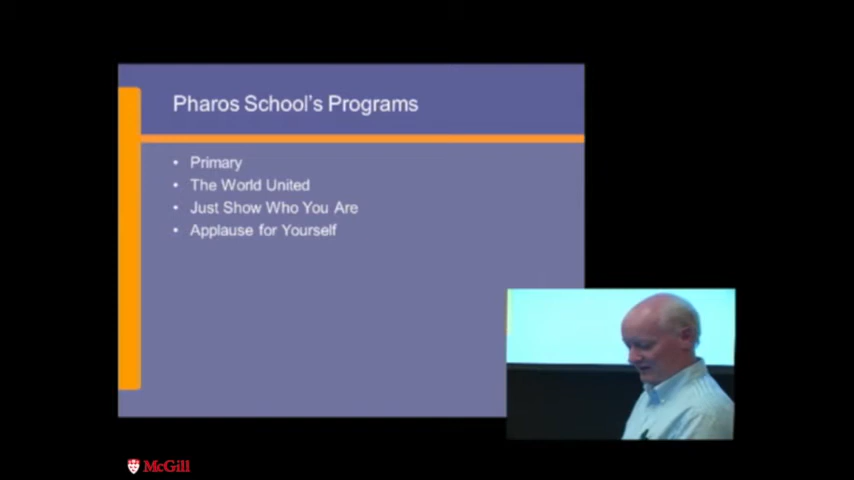 Pharos School's Programs
• Primary
• The World United
• Just Show Who You Are
• Applause for Yourself
McGill